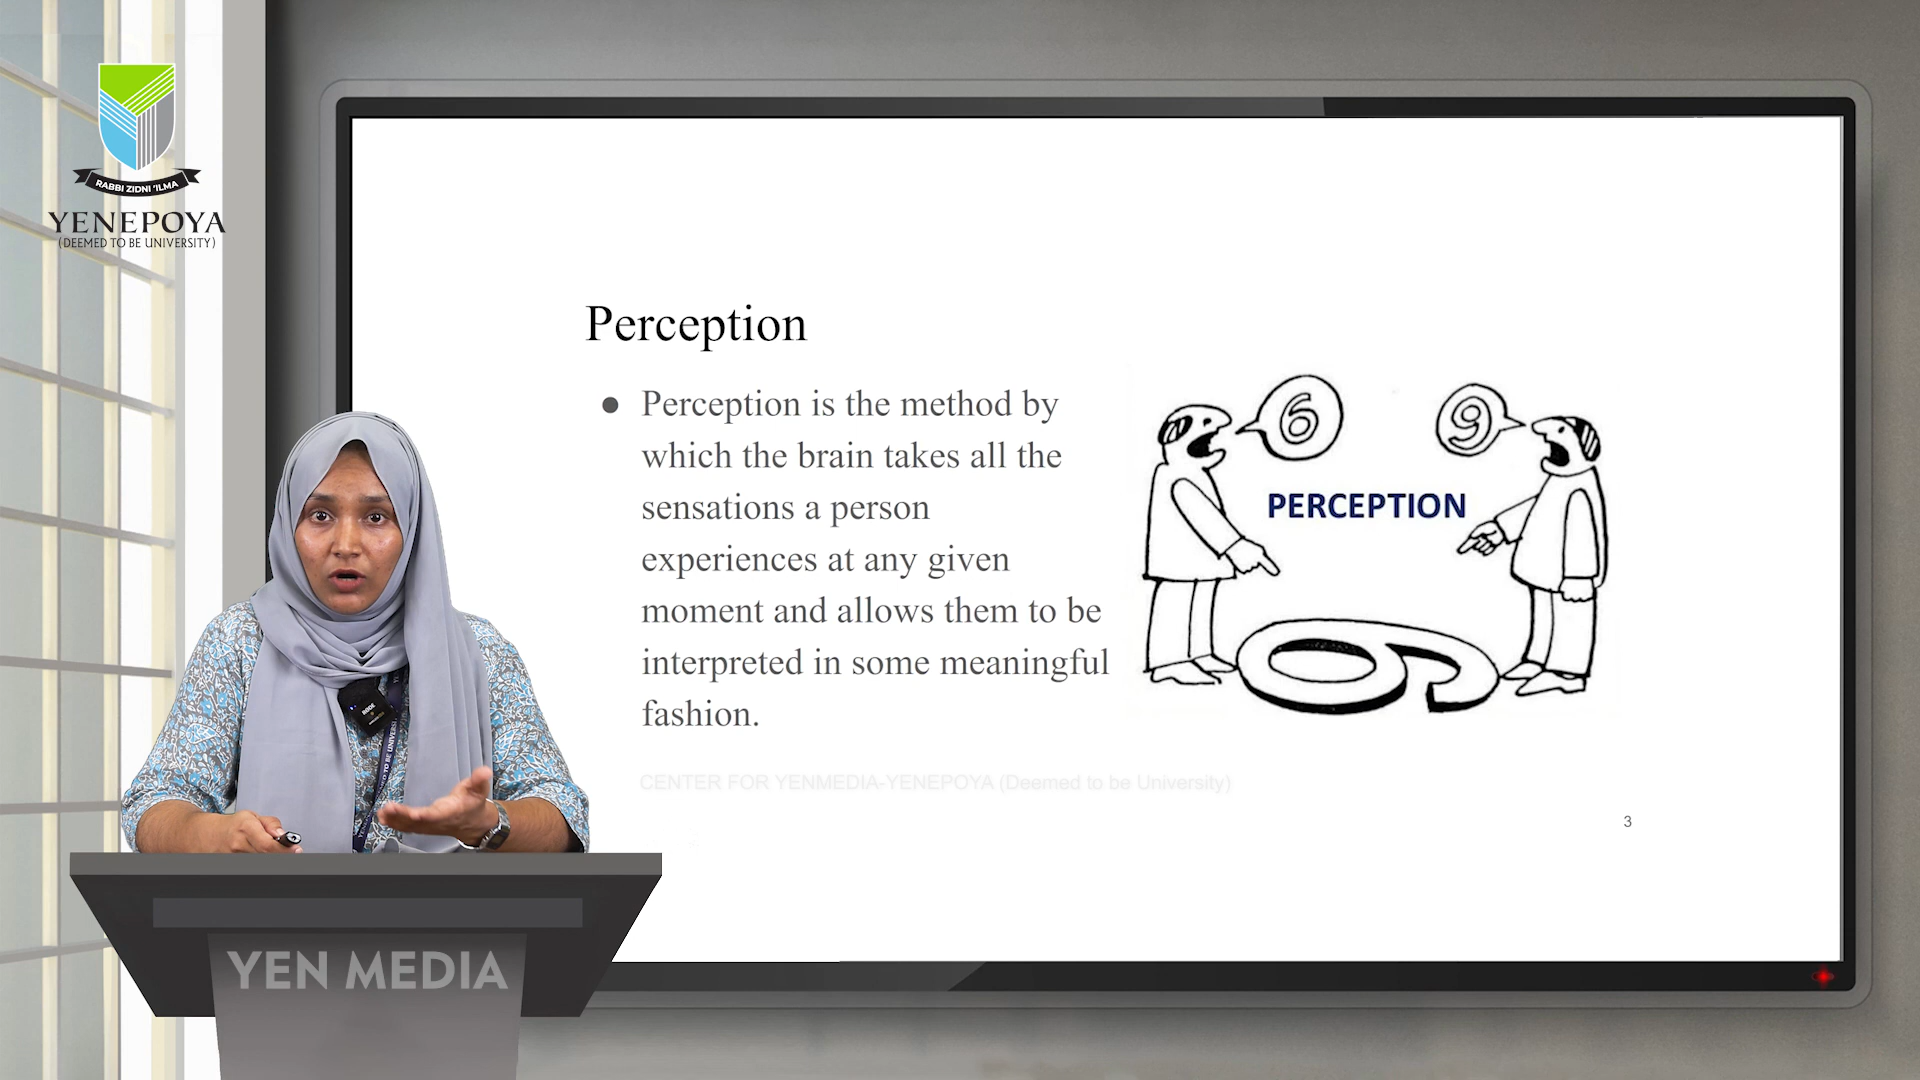 RABBI ZIDNI 'ILMA
YENEPOYA
(DEEMED TO BE UNIVERSITY)
Perception
● Perception is the method by
which the brain takes all the
sensations a person
experiences at any given
moment and allows them to be
interpreted in some meaningful
fashion.
6
9
PERCEPTION
CENTER FOR YENMEDIA-YENEPOYA (Deemed to be University)
3
RODE
YEN MEDIA